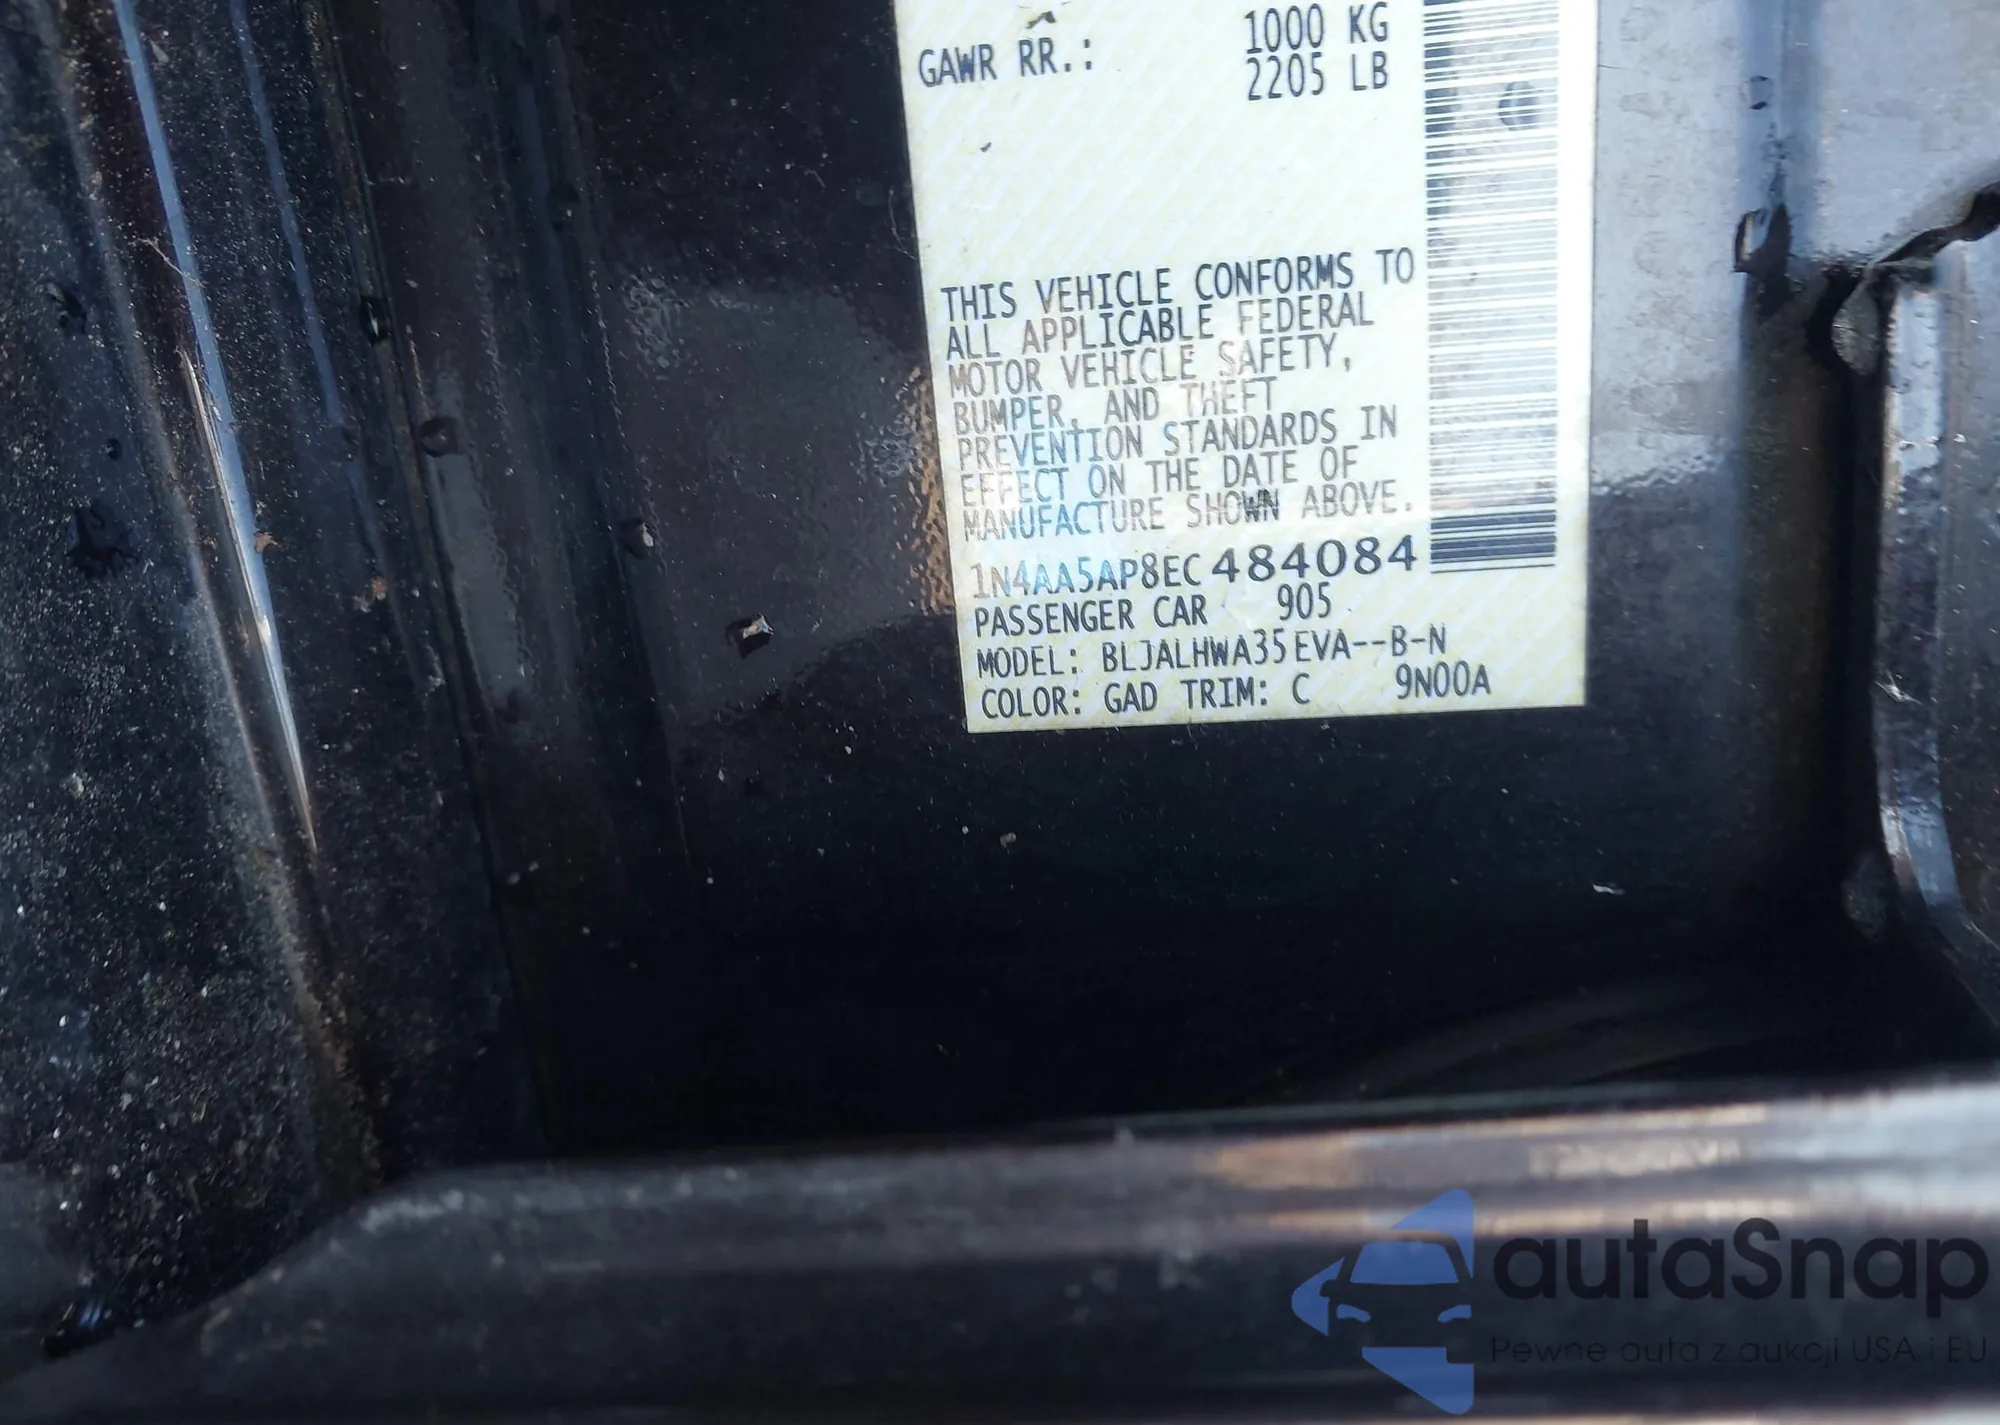 GAWR RR.: 1000 KG
2205 LB
THIS VEHICLE CONFORMS TO
ALL APPLICABLE FEDERAL
MOTOR VEHICLE SAFETY,
BUMPER, AND THEFT
PREVENTION STANDARDS IN
EFFECT ON THE DATE OF
MANUFACTURE SHOWN ABOVE.
1N4AA5AP8EC484084
PASSENGER CAR 905
MODEL: BLJALHWA35EVA--B-N
COLOR: GAD TRIM: C 9N00A
autaSnap
Pewne auta z aukcji USA i EU